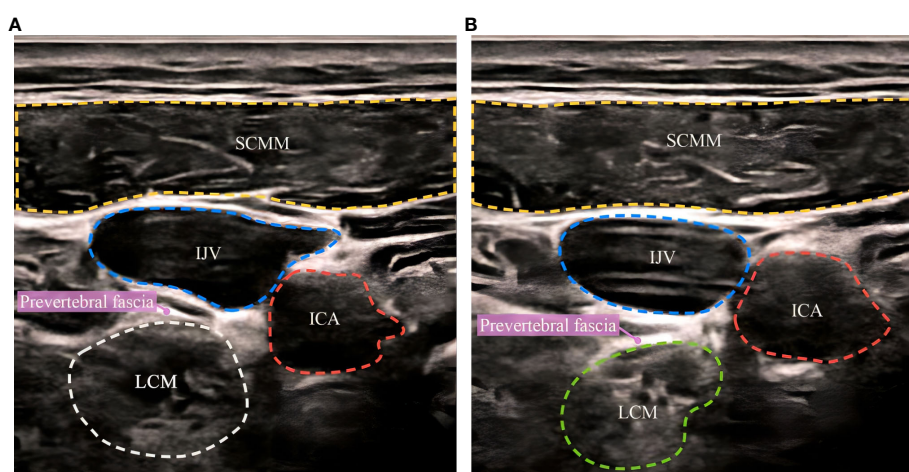 A
B
SCMM
SCMM
IJV
IJV
Prevertebral fascia
ICA
ICA
Prevertebral fascia
LCM
LCM